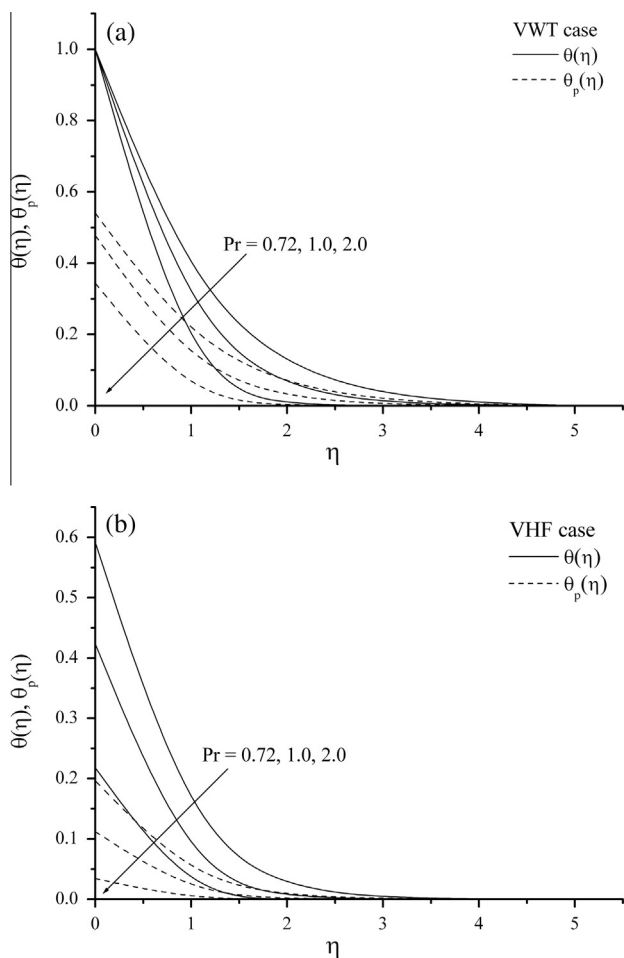 (a)
VWT case
θ(η)
θp(η)
1.0
0.8
0.6
0.4
0.2
0.0
θ(η), θp(η)
Pr = 0.72, 1.0, 2.0
0 1 2 3 4 5
η
(b)
VHF case
θ(η)
θp(η)
0.6
0.5
0.4
0.3
0.2
0.1
0.0
θ(η), θp(η)
Pr = 0.72, 1.0, 2.0
0 1 2 3 4 5
η